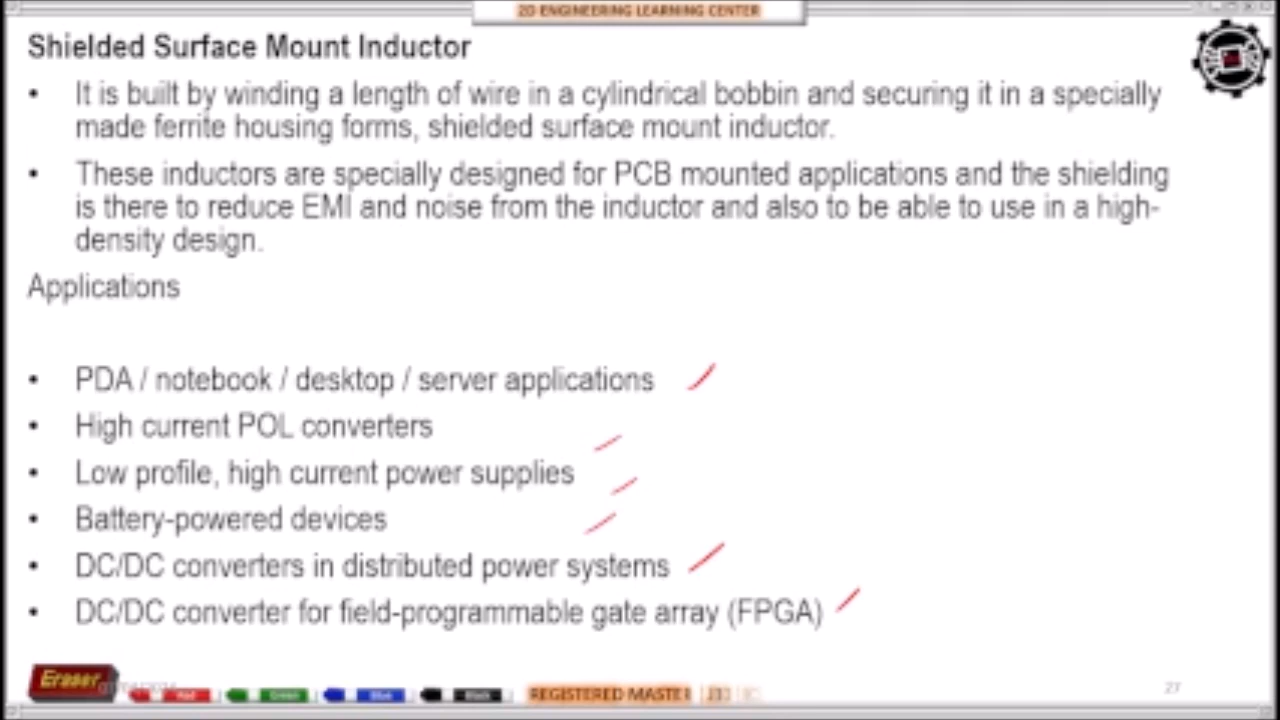 2D ENGINEERING LEARNING CENTER
Shielded Surface Mount Inductor
• It is built by winding a length of wire in a cylindrical bobbin and securing it in a specially
made ferrite housing forms, shielded surface mount inductor.
• These inductors are specially designed for PCB mounted applications and the shielding
is there to reduce EMI and noise from the inductor and also to be able to use in a high-
density design.
Applications
• PDA / notebook / desktop / server applications
• High current POL converters
• Low profile, high current power supplies
• Battery-powered devices
• DC/DC converters in distributed power systems
• DC/DC converter for field-programmable gate array (FPGA)
Eraser Red Green Blue Black REGISTERED MASTER 27